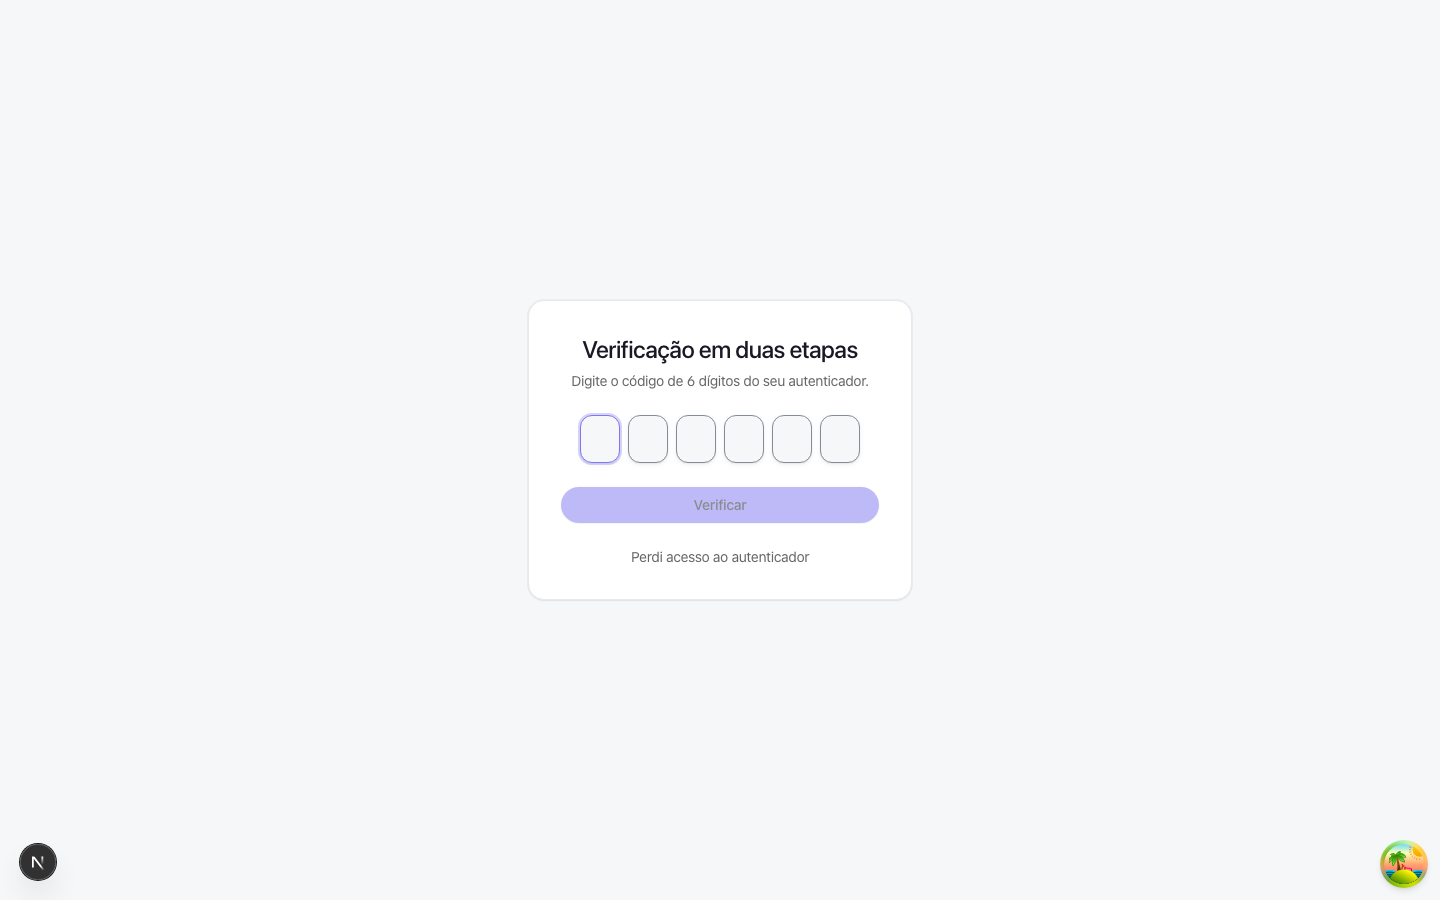 Verificação em duas etapas
Digite o código de 6 dígitos do seu autenticador.
Verificar
Perdi acesso ao autenticador
N